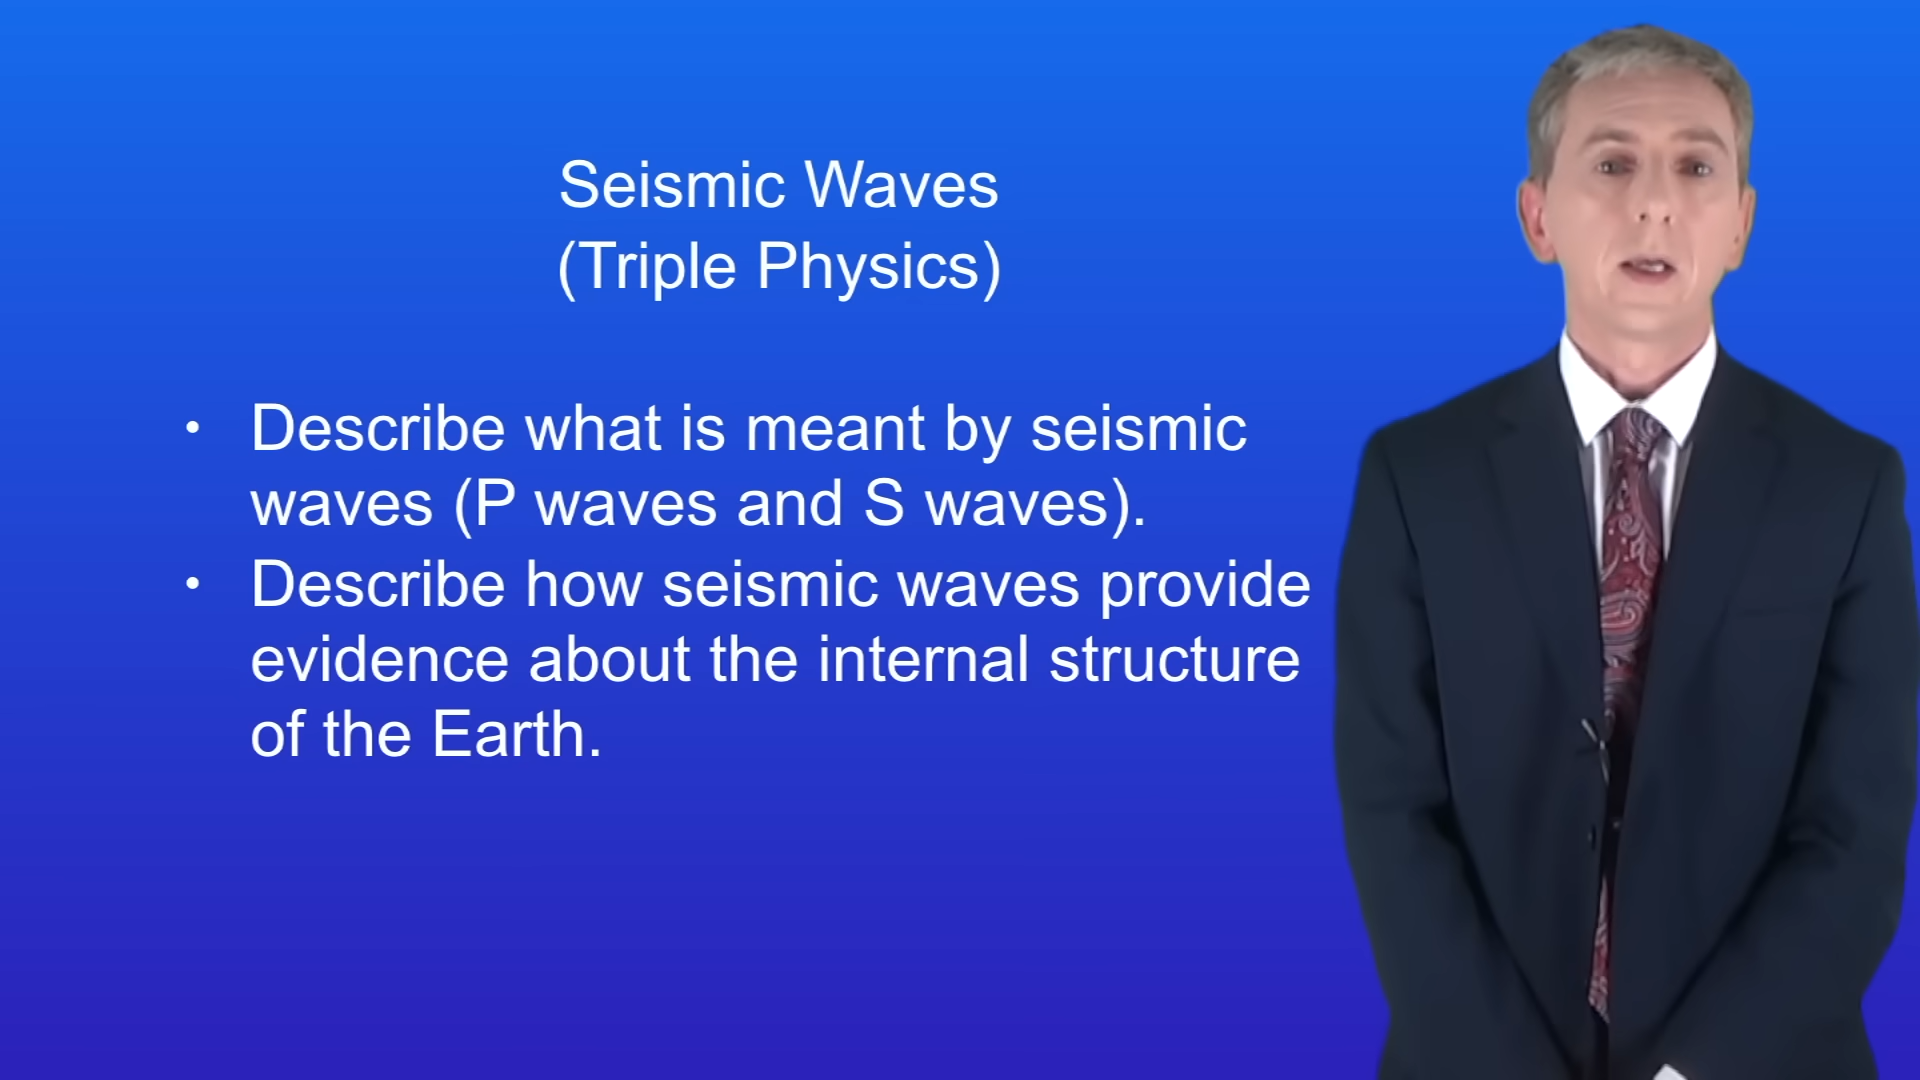 Seismic Waves
(Triple Physics)
• Describe what is meant by seismic
waves (P waves and S waves).
• Describe how seismic waves provide
evidence about the internal structure
of the Earth.